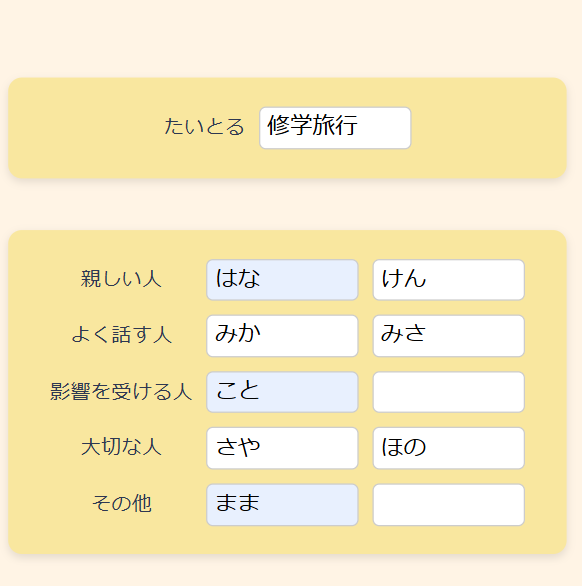 たいとる 修学旅行
親しい人 はな けん
よく話す人 みか みさ
影響を受ける人 こと
大切な人 さや ほの
その他 まま